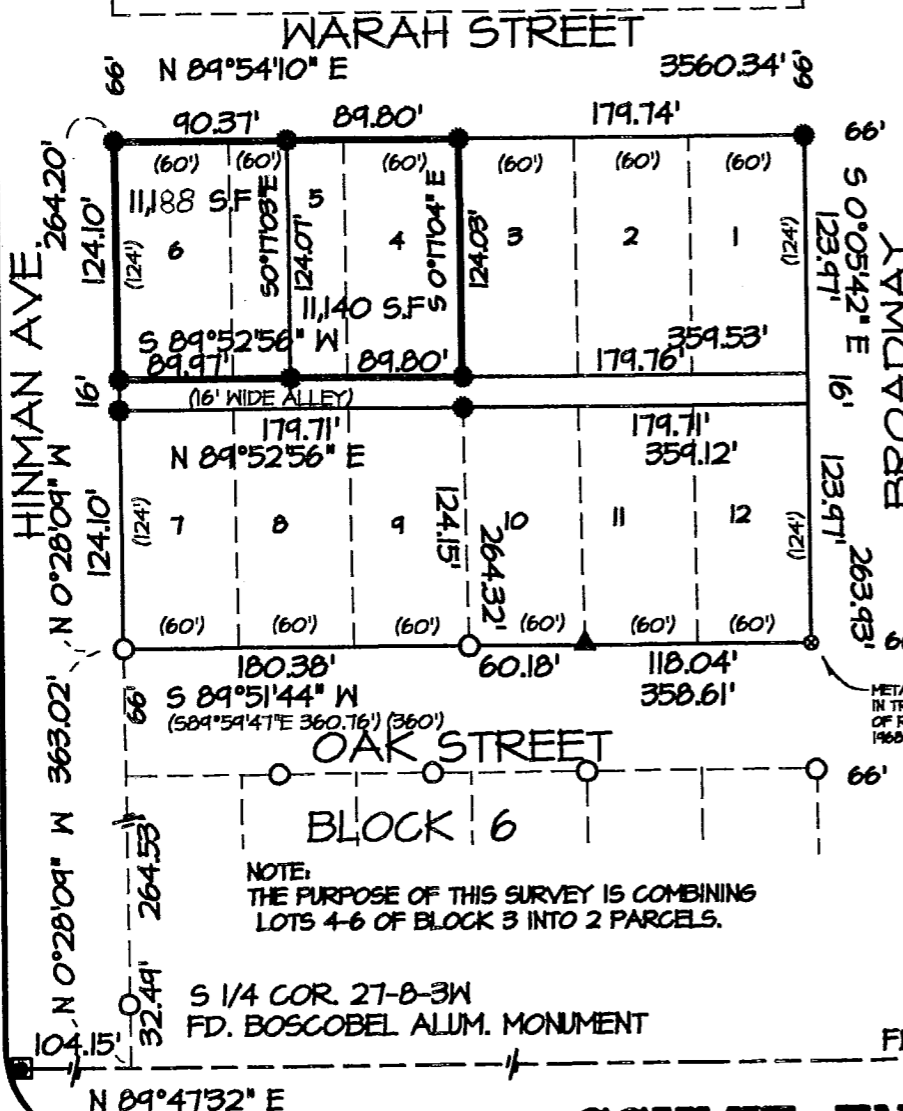 WARAH STREET
66' N 89°54'10" E 3560.34' 66'
90.37' 89.80' 179.74' 66'
(60') (60') (60') (60') (60')
264.20'
124.10'
(124')
11,188 S.F
6
S0°17'03"E
124.07'
5
4
S 0°17'04" E
124.03'
3
2
1
(124')
123.97'
S 0°05'42" E
11,140 S.F
S 89°52'56" W 359.53'
89.97' 89.80' 179.76'
HINMAN AVE.
BROADWAY
16' (16' WIDE ALLEY) 16'
179.71' 179.71'
N 89°52'56" E 359.12'
N 0°28'09" W
124.10'
(124')
7 8 9 10 11 12
124.15'
264.32'
(124')
123.97'
263.93'
(60') (60') (60') (60') (60') (60')
180.38' 60.18' 118.04'
S 89°51'44" W 358.61'
(S89°59'47"E 360.76') (360')
66'
OAK STREET
66'
363.02'
N 0°28'09" W
264.53'
BLOCK 6
NOTE:
THE PURPOSE OF THIS SURVEY IS COMBINING
LOTS 4-6 OF BLOCK 3 INTO 2 PARCELS.
32.49'
S 1/4 COR. 27-8-3W
FD. BOSCOBEL ALUM. MONUMENT
104.15'
N 89°47'32" E
META
IN TR
OF R
1968